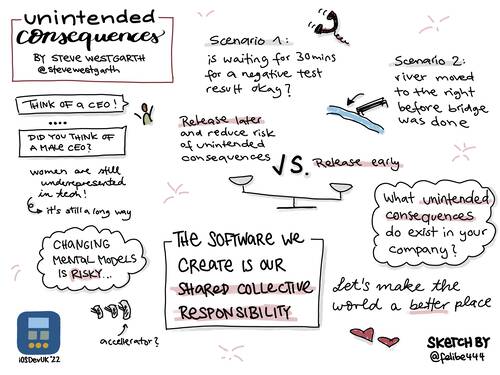 unintended
consequences
BY STEVE WESTGARTH
@stevewestgarth
THINK OF A CEO!
....
DID YOU THINK OF
A MALE CEO?
women are still
underepresented
in tech!
it's still a long way
CHANGING
MENTAL MODELS
IS RISKY...
accellerator?
iOSDevUK '22
Scenario 1:
is waiting for 30mins
for a negative test
result okay?
Release later
and reduce risk
of unintended
consequences
VS.
Release early
THE SOFTWARE WE
CREATE IS OUR
SHARED COLLECTIVE
RESPONSIBILITY
Scenario 2:
river moved
to the right
before bridge
was done
What unintended
consequences
do exist in your
company?
Let's make the
world a better place
SKETCH BY
@falibe444